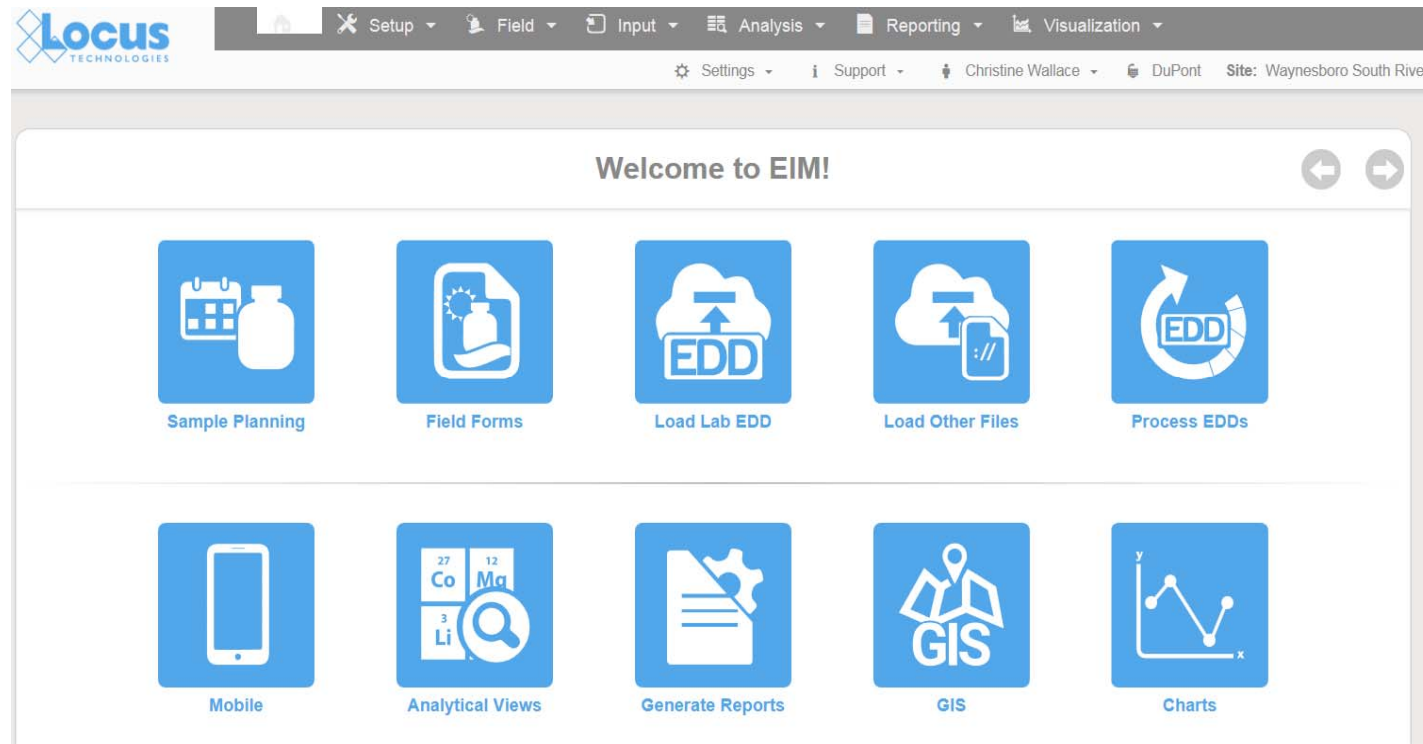 Locus
TECHNOLOGIES
Setup Field Input Analysis Reporting Visualization
Settings Support Christine Wallace DuPont Site: Waynesboro South Rive
Welcome to EIM!
EDD :// EDD
Sample Planning Field Forms Load Lab EDD Load Other Files Process EDDs
27 Co 12 Mg
3 Li
GIS
y
x
Mobile Analytical Views Generate Reports GIS Charts